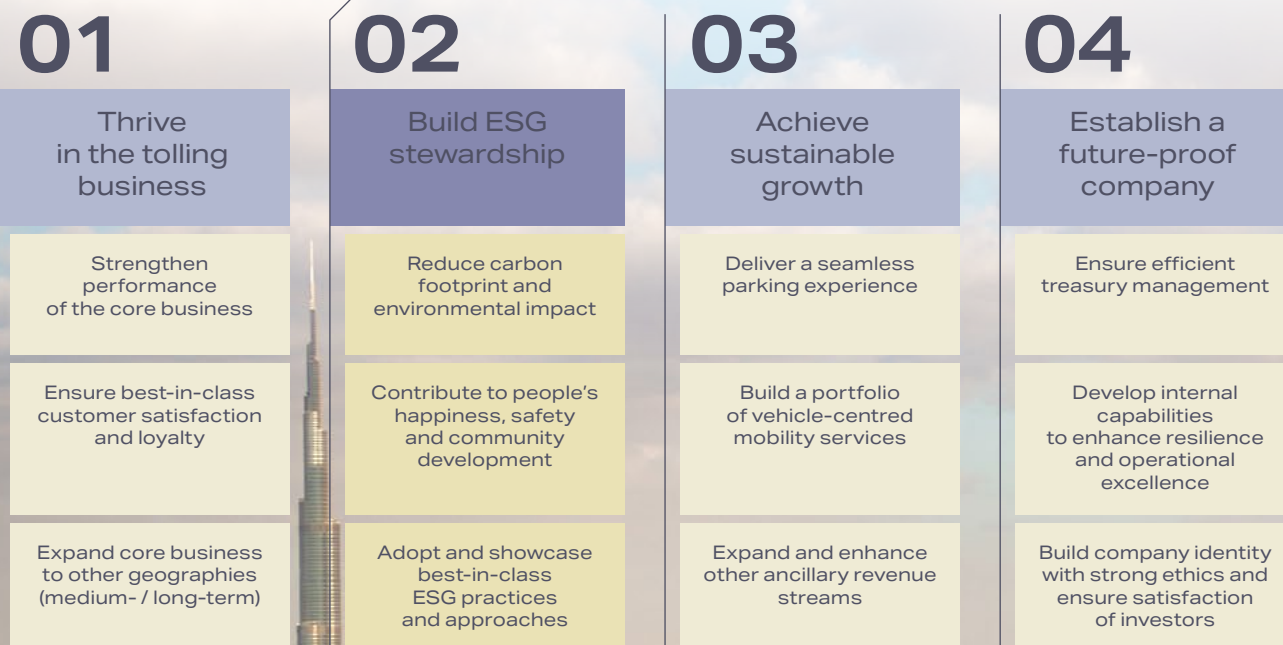 01
Thrive
in the tolling
business
Strengthen
performance
of the core business
Ensure best-in-class
customer satisfaction
and loyalty
Expand core business
to other geographies
(medium- / long-term)
02
Build ESG
stewardship
Reduce carbon
footprint and
environmental impact
Contribute to people’s
happiness, safety
and community
development
Adopt and showcase
best-in-class
ESG practices
and approaches
03
Achieve
sustainable
growth
Deliver a seamless
parking experience
Build a portfolio
of vehicle-centred
mobility services
Expand and enhance
other ancillary revenue
streams
04
Establish a
future-proof
company
Ensure efficient
treasury management
Develop internal
capabilities
to enhance resilience
and operational
excellence
Build company identity
with strong ethics and
ensure satisfaction
of investors